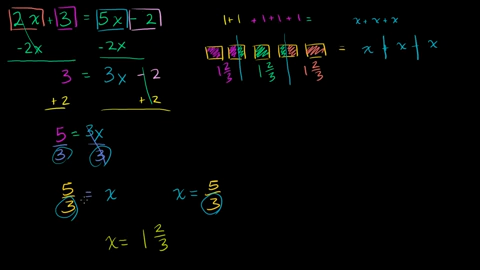 2x + 3 = 5x - 2
-2x -2x
3 = 3x - 2
+2 +2
5 = 3x
3 3
5/3 = x x = 5/3
x = 1 2/3
1+1 +1+1+1 = x+x+x
= x + x + x
1 2/3 1 2/3 1 2/3